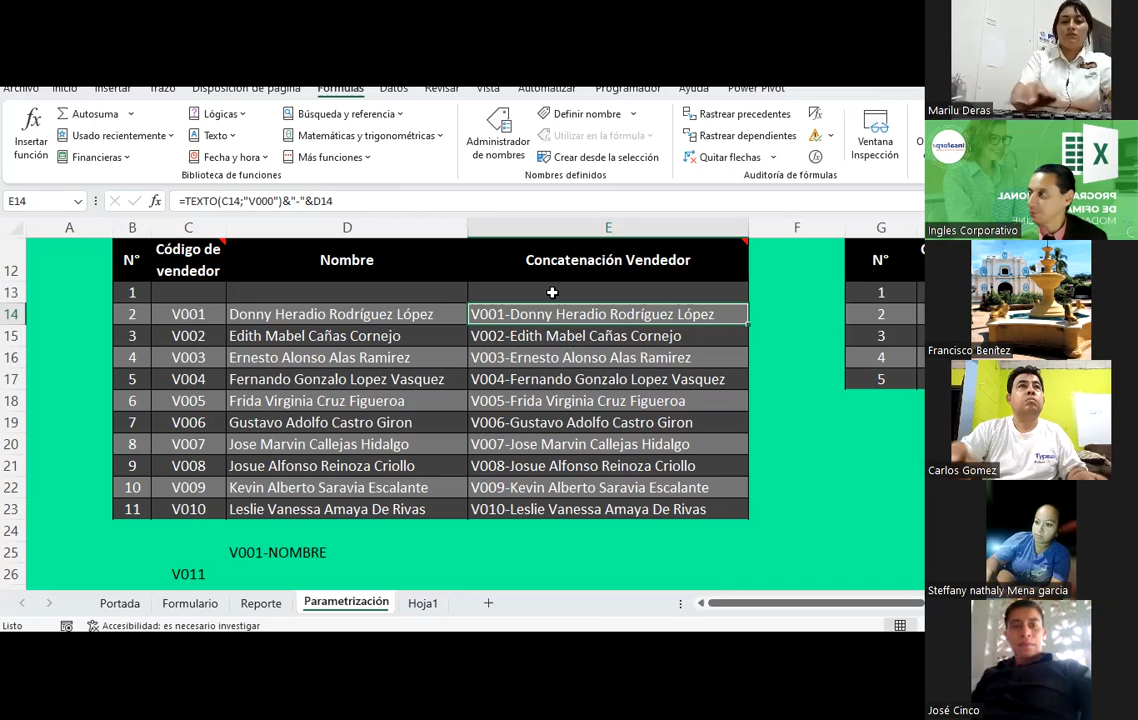 Archivo Inicio Insertar Trazo Disposición de página Fórmulas Datos Revisar Vista Automatizar Programador Ayuda Power Pivot
fx Insertar función
Autosuma
Usado recientemente
Financieras
Lógicas
Texto
Fecha y hora
Búsqueda y referencia
Matemáticas y trigonométricas
Más funciones
Biblioteca de funciones
Administrador de nombres
Definir nombre
Utilizar en la fórmula
Crear desde la selección
Nombres definidos
Rastrear precedentes
Rastrear dependientes
Quitar flechas
Auditoría de fórmulas
Ventana Inspección
E14 fx =TEXTO(C14;"V000")&"-"&D14
A B C D E F G
12 N° Código de vendedor Nombre Concatenación Vendedor N°
13 1 1
14 2 V001 Donny Heradio Rodríguez López V001-Donny Heradio Rodríguez López 2
15 3 V002 Edith Mabel Cañas Cornejo V002-Edith Mabel Cañas Cornejo 3
16 4 V003 Ernesto Alonso Alas Ramirez V003-Ernesto Alonso Alas Ramirez 4
17 5 V004 Fernando Gonzalo Lopez Vasquez V004-Fernando Gonzalo Lopez Vasquez 5
18 6 V005 Frida Virginia Cruz Figueroa V005-Frida Virginia Cruz Figueroa
19 7 V006 Gustavo Adolfo Castro Giron V006-Gustavo Adolfo Castro Giron
20 8 V007 Jose Marvin Callejas Hidalgo V007-Jose Marvin Callejas Hidalgo
21 9 V008 Josue Alfonso Reinoza Criollo V008-Josue Alfonso Reinoza Criollo
22 10 V009 Kevin Alberto Saravia Escalante V009-Kevin Alberto Saravia Escalante
23 11 V010 Leslie Vanessa Amaya De Rivas V010-Leslie Vanessa Amaya De Rivas
24
25 V001-NOMBRE
26 V011
Portada Formulario Reporte Parametrización Hoja1
Listo Accesibilidad: es necesario investigar
Marilu Deras
Ingles Corporativo
Francisco Benítez
Carlos Gomez
Steffany nathaly Mena garcia
José Cinco